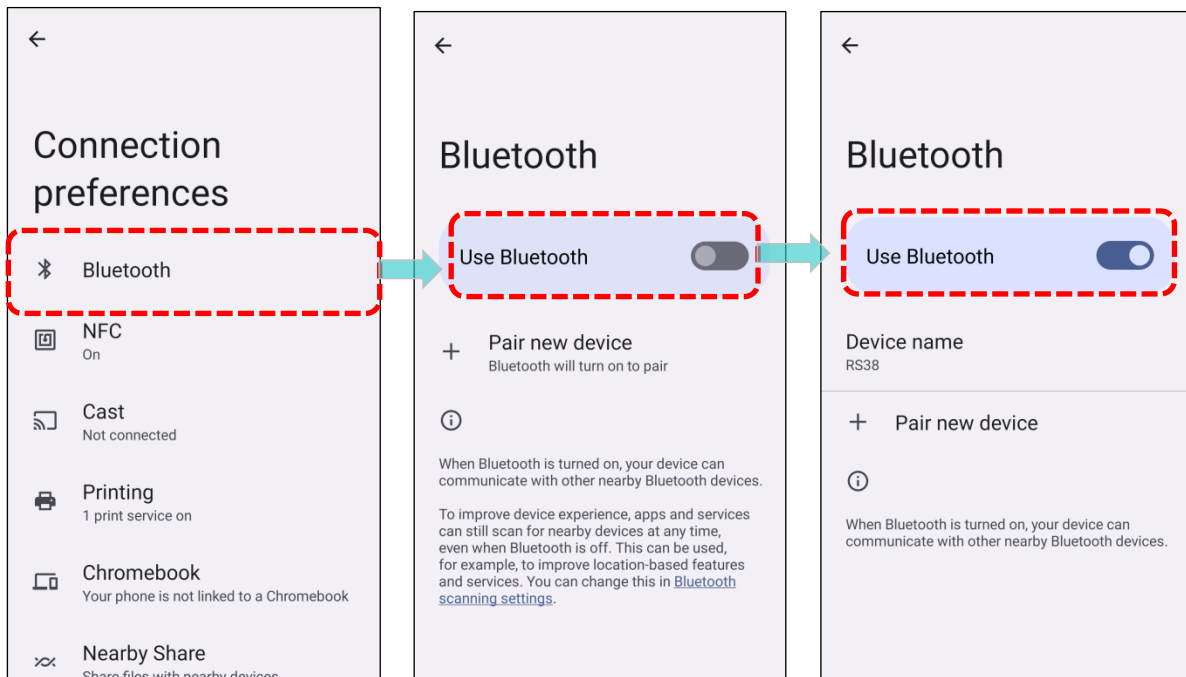 Connection
preferences
Bluetooth
NFC
On
Cast
Not connected
Printing
1 print service on
Chromebook
Your phone is not linked to a Chromebook
Nearby Share
Share files with nearby devices
Bluetooth
Use Bluetooth
Pair new device
Bluetooth will turn on to pair
When Bluetooth is turned on, your device can
communicate with other nearby Bluetooth devices.
To improve device experience, apps and services
can still scan for nearby devices at any time,
even when Bluetooth is off. This can be used,
for example, to improve location-based features
and services. You can change this in Bluetooth
scanning settings.
Bluetooth
Use Bluetooth
Device name
RS38
Pair new device
When Bluetooth is turned on, your device can
communicate with other nearby Bluetooth devices.